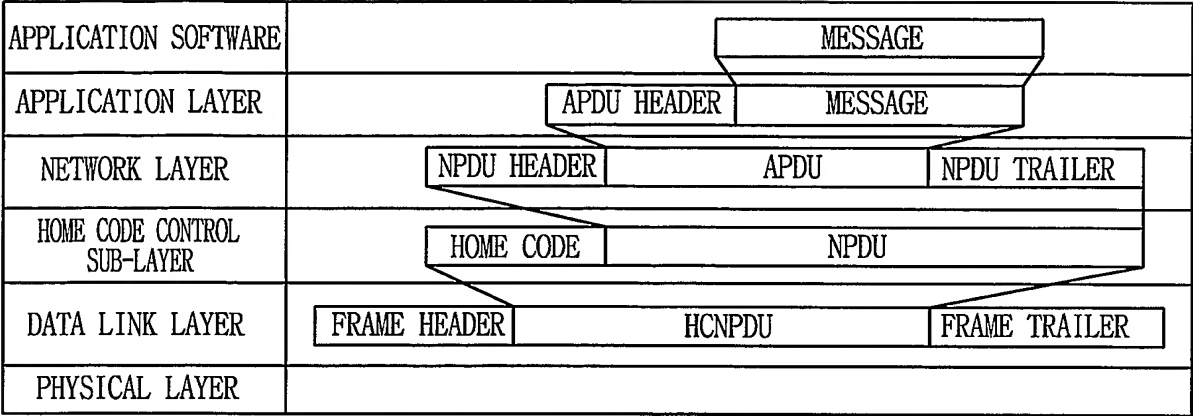 APPLICATION SOFTWARE
MESSAGE
APPLICATION LAYER
APDU HEADER
MESSAGE
NETWORK LAYER
NPDU HEADER
APDU
NPDU TRAILER
HOME CODE CONTROL
SUB-LAYER
HOME CODE
NPDU
DATA LINK LAYER
FRAME HEADER
HCNPDU
FRAME TRAILER
PHYSICAL LAYER